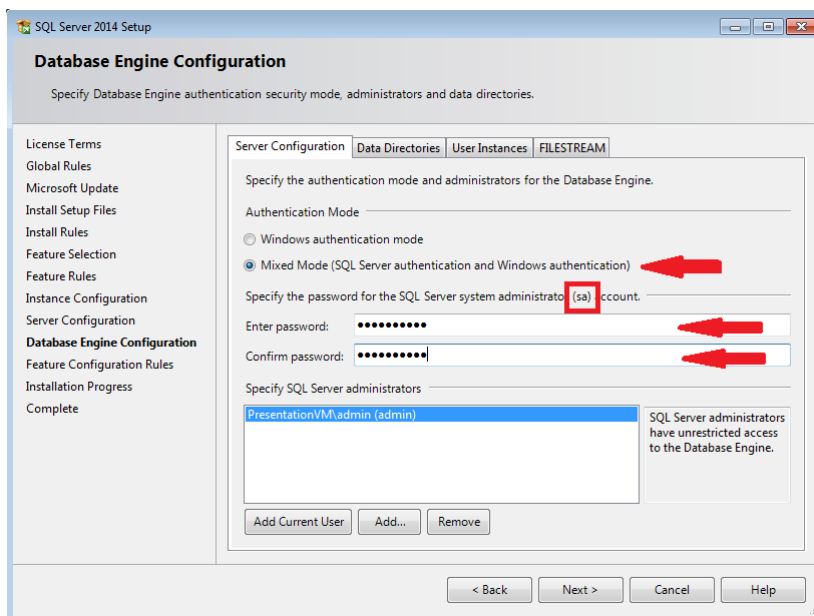 SQL Server 2014 Setup
Database Engine Configuration
Specify Database Engine authentication security mode, administrators and data directories.
License Terms
Global Rules
Microsoft Update
Install Setup Files
Install Rules
Feature Selection
Feature Rules
Instance Configuration
Server Configuration
Database Engine Configuration
Feature Configuration Rules
Installation Progress
Complete
Server Configuration Data Directories User Instances FILESTREAM
Specify the authentication mode and administrators for the Database Engine.
Authentication Mode
Windows authentication mode
Mixed Mode (SQL Server authentication and Windows authentication)
Specify the password for the SQL Server system administrator (sa) account.
Enter password: ●●●●●●●●●●
Confirm password: ●●●●●●●●●●
Specify SQL Server administrators
PresentationVM\admin (admin)
SQL Server administrators
have unrestricted access
to the Database Engine.
Add Current User Add... Remove
< Back Next > Cancel Help